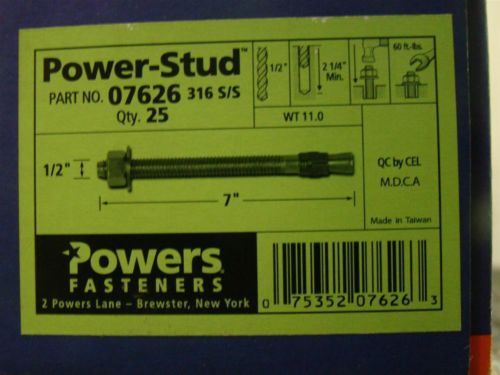 Power-Stud™
PART NO. 07626 316 S/S
Qty. 25
1/2"
2 1/4"
Min.
60 ft.-lbs.
WT 11.0
1/2"
7"
QC by CEL
M.D.C.A
Made in Taiwan
Powers
FASTENERS
2 Powers Lane – Brewster, New York
0 75352 07626 3